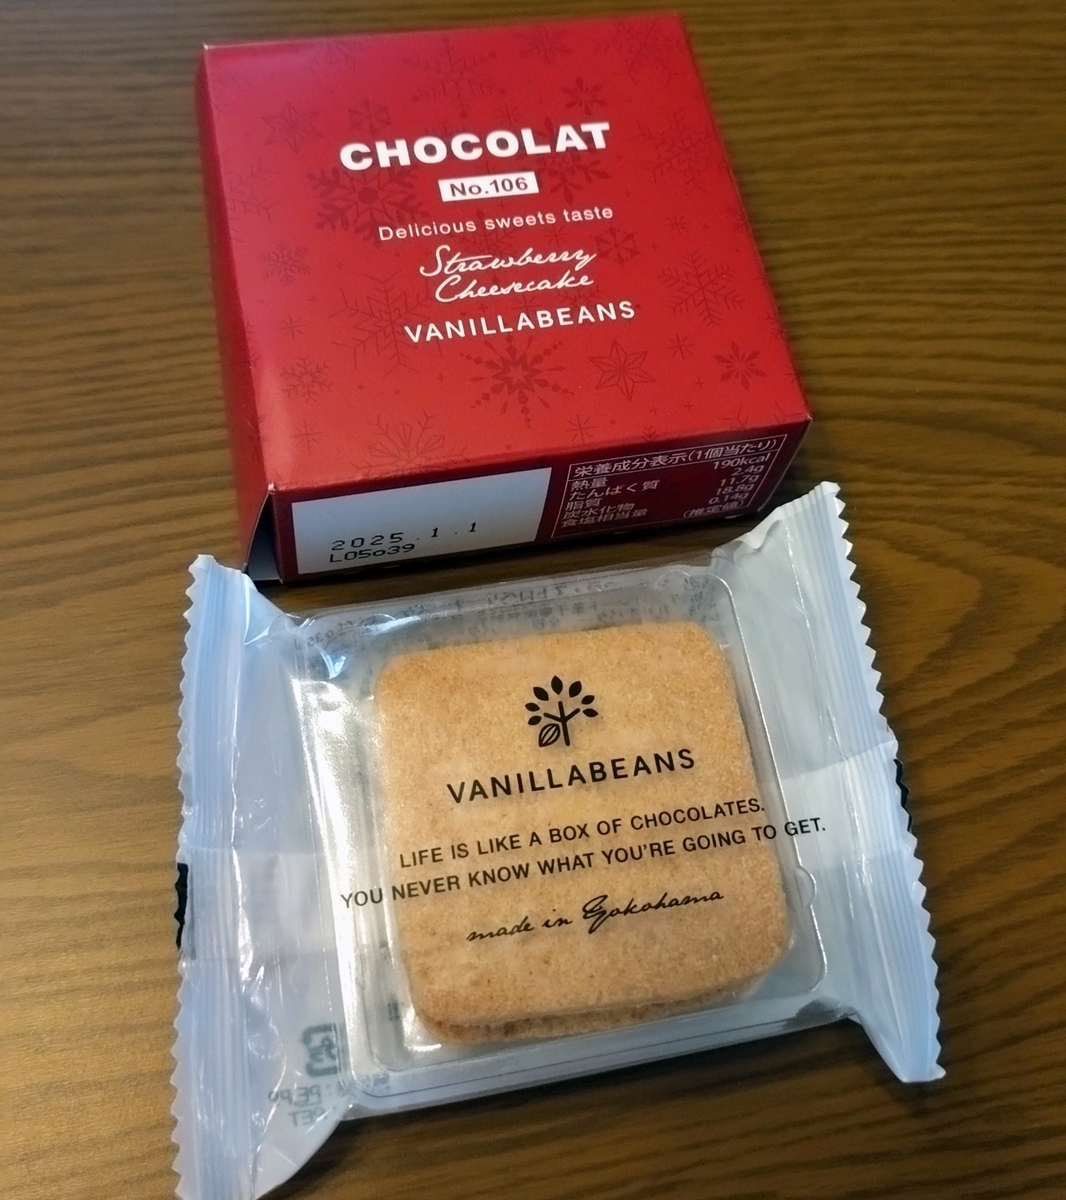 CHOCOLAT
No.106
Delicious sweets taste
Strawberry
Cheesecake
VANILLABEANS
栄養成分表示(1個当たり)
熱量 190kcal
たんぱく質 2.4g
脂質 11.7g
炭水化物 18.8g
食塩相当量 0.14g
(推定値)
2025.1.1
L05o39
VANILLABEANS
LIFE IS LIKE A BOX OF CHOCOLATES.
YOU NEVER KNOW WHAT YOU'RE GOING TO GET.
made in Yokohama